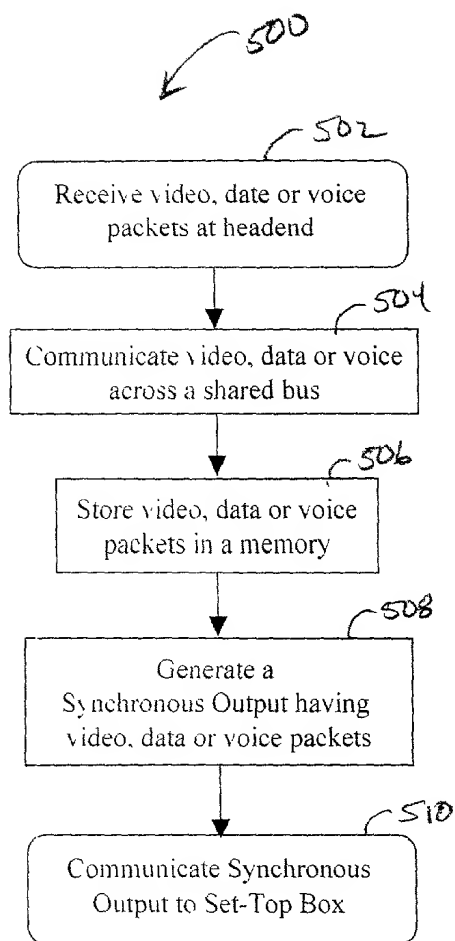 500
502
Receive video, date or voice
packets at headend
504
Communicate video, data or voice
across a shared bus
506
Store video, data or voice
packets in a memory
508
Generate a
Synchronous Output having
video, data or voice packets
510
Communicate Synchronous
Output to Set-Top Box